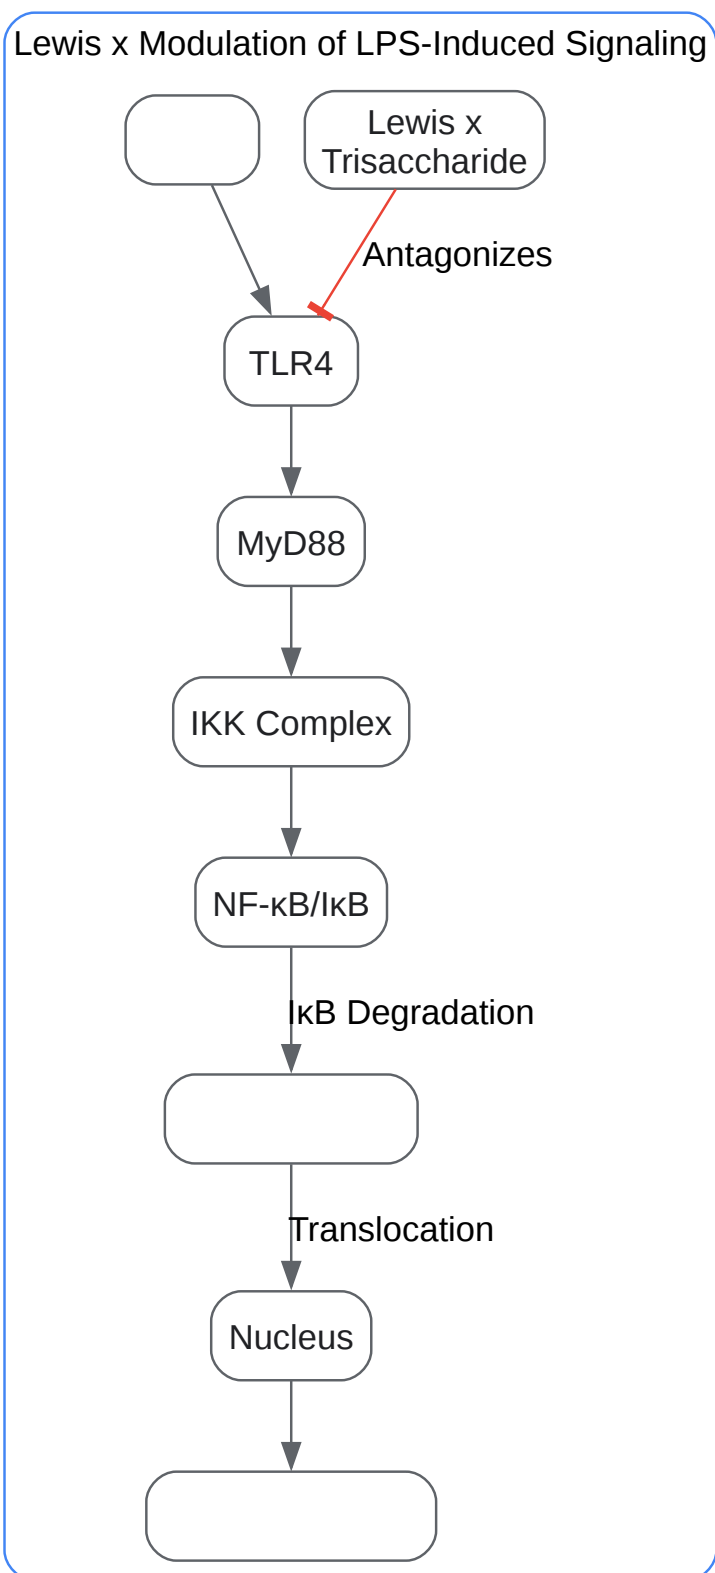 Lewis x Modulation of LPS-Induced Signaling
Lewis x
Trisaccharide
Antagonizes
TLR4
MyD88
IKK Complex
NF-κB/IκB
IκB Degradation
Translocation
Nucleus